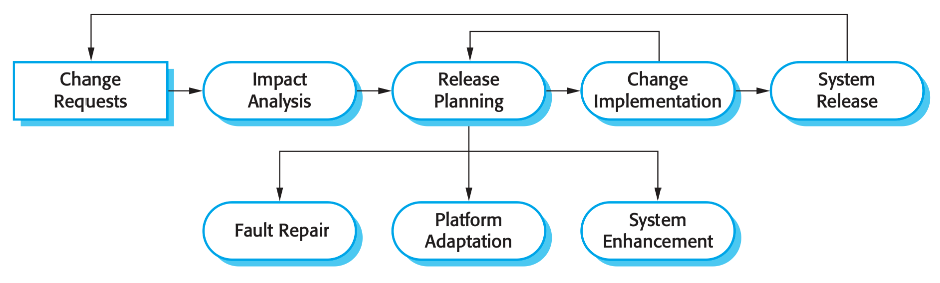 Change
Requests
Impact
Analysis
Release
Planning
Change
Implementation
System
Release
Fault Repair
Platform
Adaptation
System
Enhancement